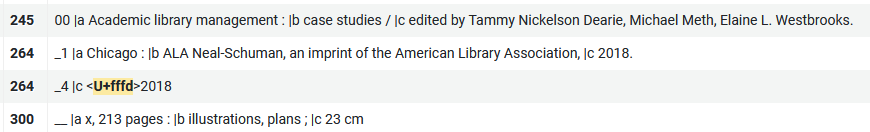 245 00 |a Academic library management : |b case studies / |c edited by Tammy Nickelson Dearie, Michael Meth, Elaine L. Westbrooks.
264 _1 |a Chicago : |b ALA Neal-Schuman, an imprint of the American Library Association, |c 2018.
264 _4 |c <U+fffd>2018
300 __ |a x, 213 pages : |b illustrations, plans ; |c 23 cm